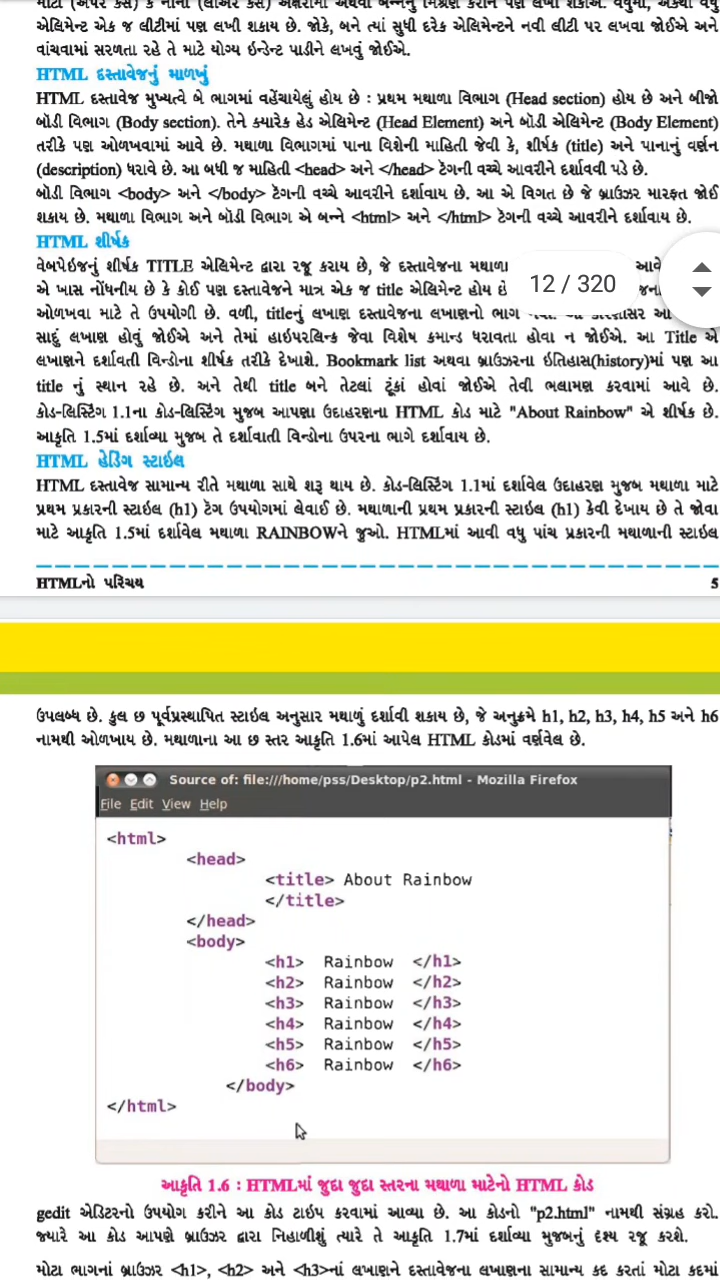 મોટા (અપર કેસ) કે નાના (લોઅર કેસ) અક્ષરોમાં અથવા બન્નેનું મિશ્રણ કરીને પણ લખી શકાય.
એલિમેન્ટ એક જ લીટીમાં પણ લખી શકાય છે. જોકે, બને ત્યાં સુધી દરેક એલિમેન્ટને નવી લીટી પર લખવા જોઈએ અને
વાંચવામાં સરળતા રહે તે માટે યોગ્ય ઇન્ડેન્ટ પાડીને લખવું જોઈએ.
HTML દસ્તાવેજનું માળખું
HTML દસ્તાવેજ મુખ્યત્વે બે ભાગમાં વહેંચાયેલું હોય છે : પ્રથમ મથાળા વિભાગ (Head section) હોય છે અને બીજો
બૉડી વિભાગ (Body section). તેને ક્યારેક હેડ એલિમેન્ટ (Head Element) અને બૉડી એલિમેન્ટ (Body Element)
તરીકે પણ ઓળખવામાં આવે છે. મથાળા વિભાગમાં પાના વિશેની માહિતી જેવી કે, શીર્ષક (title) અને પાનાનું વર્ણન
(description) ધરાવે છે. આ બધી જ માહિતી <head> અને </head> ટૅગની વચ્ચે આવરીને દર્શાવવી પડે છે.
બૉડી વિભાગ <body> અને </body> ટૅગની વચ્ચે આવરીને દર્શાવાય છે. આ એ વિગત છે જે બ્રાઉઝર મારફત જોઈ
શકાય છે. મથાળા વિભાગ અને બૉડી વિભાગ એ બન્ને <html> અને </html> ટૅગની વચ્ચે આવરીને દર્શાવાય છે.
HTML શીર્ષક
વેબપેઇજનું શીર્ષક TITLE એલિમેન્ટ દ્વારા રજૂ કરાય છે, જે દસ્તાવેજના મથાળા
એ ખાસ નોંધનીય છે કે કોઈ પણ દસ્તાવેજને માત્ર એક જ title એલિમેન્ટ હોય છે
12 / 320
ઓળખવા માટે તે ઉપયોગી છે. વળી, titleનું લખાણ દસ્તાવેજના લખાણનો ભાગ
સાદું લખાણ હોવું જોઈએ અને તેમાં હાઇપરલિન્ક જેવા વિશેષ કમાન્ડ ધરાવતા હોવા ન જોઈએ. આ Title એ
લખાણને દર્શાવતી વિન્ડોના શીર્ષક તરીકે દેખાશે. Bookmark list અથવા બ્રાઉઝરના ઇતિહાસ(history)માં પણ આ
title નું સ્થાન રહે છે. અને તેથી title બને તેટલાં ટૂંકાં હોવાં જોઈએ તેવી ભલામણ કરવામાં આવે છે.
કોડ-લિસ્ટિંગ 1.1ના કોડ-લિસ્ટિંગ મુજબ આપણા ઉદાહરણના HTML કોડ માટે "About Rainbow" એ શીર્ષક છે.
આકૃતિ 1.5માં દર્શાવ્યા મુજબ તે દર્શાવાતી વિન્ડોના ઉપરના ભાગે દર્શાવાય છે.
HTML હેડિંગ સ્ટાઇલ
HTML દસ્તાવેજ સામાન્ય રીતે મથાળા સાથે શરૂ થાય છે. કોડ-લિસ્ટિંગ 1.1માં દર્શાવેલ ઉદાહરણ મુજબ મથાળા માટે
પ્રથમ પ્રકારની સ્ટાઇલ (h1) ટૅગ ઉપયોગમાં લેવાઈ છે. મથાળાની પ્રથમ પ્રકારની સ્ટાઇલ (h1) કેવી દેખાય છે તે જોવા
માટે આકૃતિ 1.5માં દર્શાવેલ મથાળા RAINBOWને જુઓ. HTMLમાં આવી વધુ પાંચ પ્રકારની મથાળાની સ્ટાઇલ
HTMLનો પરિચય 5
ઉપલબ્ધ છે. કુલ છ પૂર્વપ્રસ્થાપિત સ્ટાઇલ અનુસાર મથાળું દર્શાવી શકાય છે, જે અનુક્રમે h1, h2, h3, h4, h5 અને h6
નામથી ઓળખાય છે. મથાળાના આ છ સ્તર આકૃતિ 1.6માં આપેલ HTML કોડમાં વર્ણવેલ છે.
Source of: file:///home/pss/Desktop/p2.html - Mozilla Firefox
File Edit View Help
<html>
<head>
<title> About Rainbow
</title>
</head>
<body>
<h1> Rainbow </h1>
<h2> Rainbow </h2>
<h3> Rainbow </h3>
<h4> Rainbow </h4>
<h5> Rainbow </h5>
<h6> Rainbow </h6>
</body>
</html>
આકૃતિ 1.6 : HTMLમાં જુદા જુદા સ્તરના મથાળા માટેનો HTML કોડ
gedit એડિટરનો ઉપયોગ કરીને આ કોડ ટાઇપ કરવામાં આવ્યા છે. આ કોડનો "p2.html" નામથી સંગ્રહ કરો.
જ્યારે આ કોડ આપણે બ્રાઉઝર દ્વારા નિહાળીશું ત્યારે તે આકૃતિ 1.7માં દર્શાવ્યા મુજબનું દૃશ્ય રજૂ કરશે.
મોટા ભાગનાં બ્રાઉઝર <h1>, <h2> અને <h3>નાં લખાણને દસ્તાવેજના લખાણના સામાન્ય કદ કરતાં મોટા કદમાં